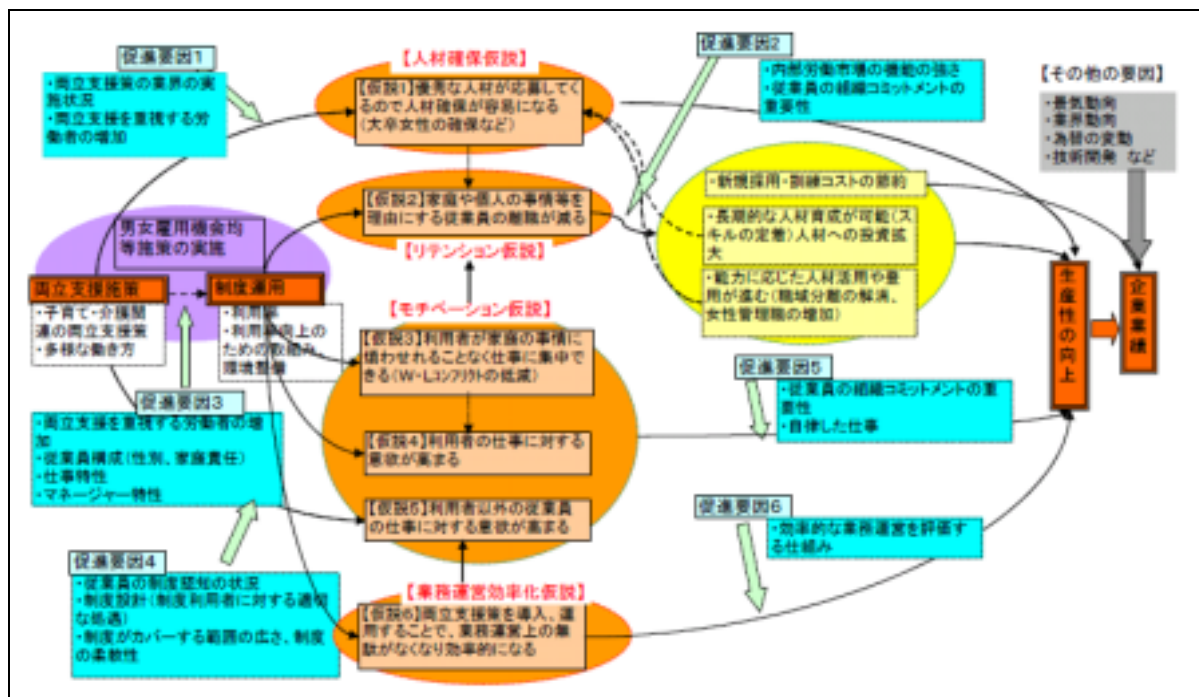 促進要因1
・両立支援策の業界の実
施状況
・両立支援を重視する労
働者の増加
【人材確保仮説】
【仮説1】優秀な人材が応募してく
るので人材確保が容易になる
(大卒女性の確保など)
促進要因2
・内部労働市場の機能の強さ
・従業員の組織コミットメントの
重要性
【その他の要因】
・景気動向
・業界動向
・為替の変動
・技術開発 など
【仮説2】家庭や個人の事情等を
理由にする従業員の離職が減る
【リテンション仮説】
・新規採用・訓練コストの節約
・長期的な人材育成が可能(ス
キルの定着)人材への投資拡
大
・能力に応じた人材活用や登
用が進む(職域分離の解消、
女性管理職の増加)
男女雇用機会均
等施策の実施
両立支援施策
制度運用
・子育て・介護関
連の両立支援策
・多様な働き方
・利用率
・利用率向上の
ための取組み、
環境整備
【モチベーション仮説】
【仮説3】利用者が家庭の事情に
煩わせれることなく仕事に集中で
きる(W-Lコンフリクトの低減)
【仮説4】利用者の仕事に対する
意欲が高まる
【仮説5】利用者以外の従業員
の仕事に対する意欲が高まる
生産性の向上
企業業績
促進要因3
・両立支援を重視する労働者の増
加
・従業員構成(性別、家庭責任)
・仕事特性
・マネージャー特性
促進要因5
・従業員の組織コミットメントの重
要性
・自律した仕事
促進要因4
・従業員の制度認知の状況
・制度設計(制度利用者に対する適切
な処遇)
・制度がカバーする範囲の広さ、制度
の柔軟性
促進要因6
・効率的な業務運営を評価す
る仕組み
【業務運営効率化仮説】
【仮説6】両立支援策を導入、運
用することで、業務運営上の無
駄がなくなり効率的になる